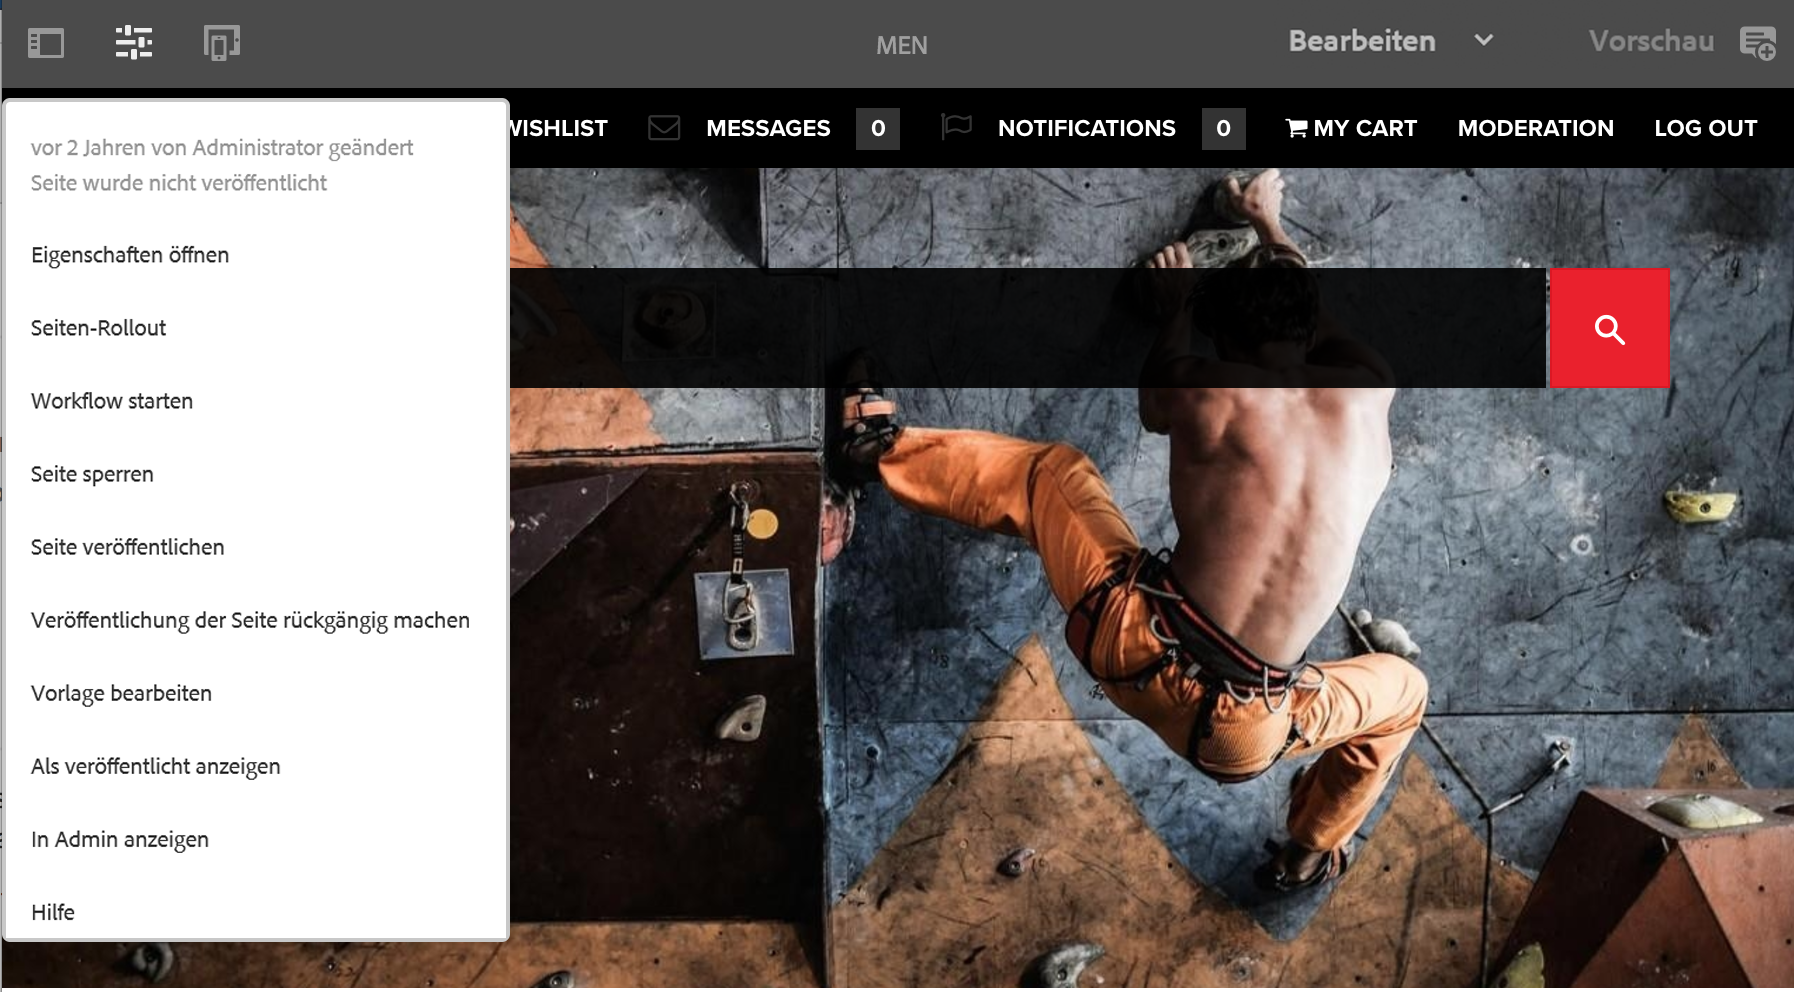 MEN
Bearbeiten
Vorschau
WISHLIST
MESSAGES 0
NOTIFICATIONS 0
MY CART
MODERATION
LOG OUT
vor 2 Jahren von Administrator geändert
Seite wurde nicht veröffentlicht
Eigenschaften öffnen
Seiten-Rollout
Workflow starten
Seite sperren
Seite veröffentlichen
Veröffentlichung der Seite rückgängig machen
Vorlage bearbeiten
Als veröffentlicht anzeigen
In Admin anzeigen
Hilfe